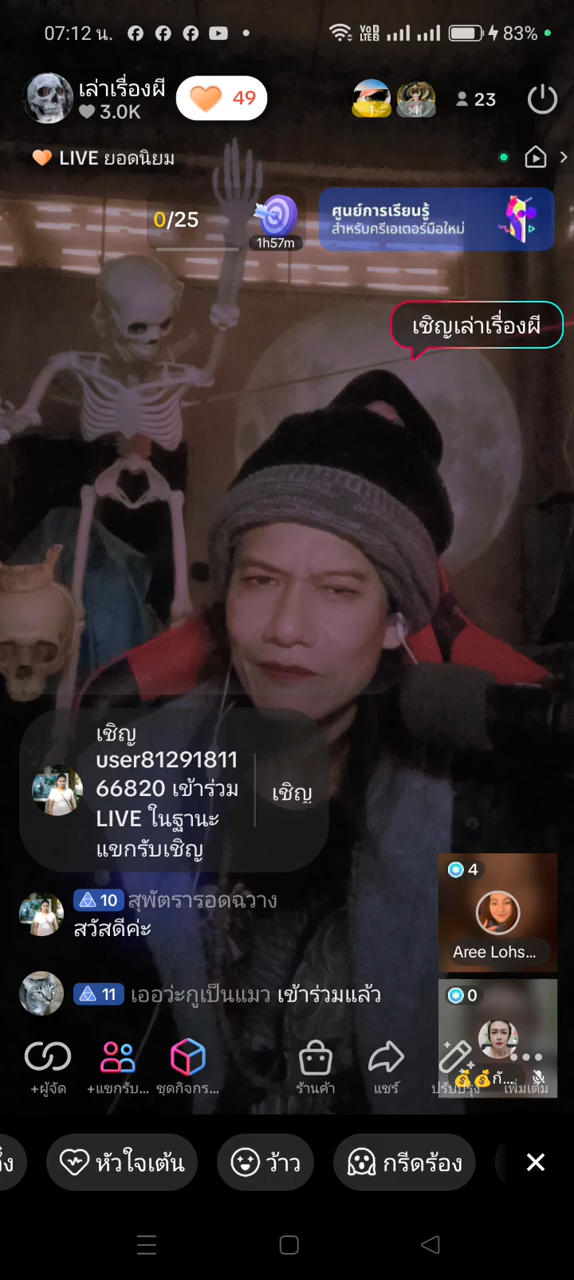 07:12 น.
VoD
LTE2
83%
เล่าเรื่องผี
3.0K
49
1
4
23
LIVE ยอดนิยม
0/25
1h57m
ศูนย์การเรียนรู้
สำหรับครีเอเตอร์มือใหม่
เชิญเล่าเรื่องผี
เชิญ
user81291811
66820 เข้าร่วม
LIVE ในฐานะ
แขกรับเชิญ
เชิญ
10 สุพัตรารอดฉวาง
สวัสดีค่ะ
11 เออว่ะกูเป็นแมว เข้าร่วมแล้ว
4
Aree Lohs...
0
💰💰กั...
+ผู้จัด
+แขกรับ...
ชุดกิจกร...
ร้านค้า
แชร์
ปรับปรุง
เพิ่มเติม
หัวใจเต้น
ว้าว
กรีดร้อง